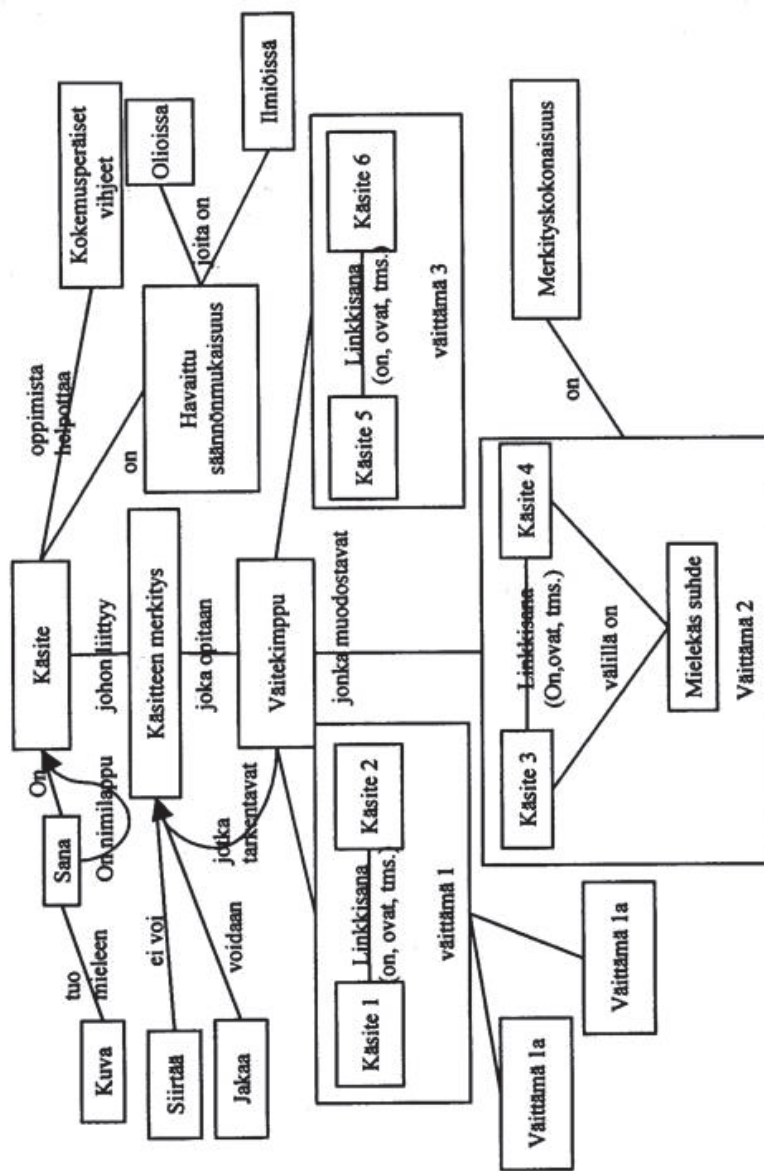 Käsite
On
oppimista
helpottaa
Kokemusperäiset
vihjeet
Sana
tuo
mieleen
On nimilappu
johon liittyy
Kuva
on
Olioissa
ei voi
Käsitteen merkitys
Havaittu
säännönmukaisuus
joita on
Siirtää
voidaan
jotka
tarkentavat
joka opitaan
Ilmiöissä
Jakaa
Väitekimppu
jonka muodostavat
Käsite 1
Linkkisana
(on, ovat, tms.)
Käsite 2
väittämä 1
Käsite 5
Linkkisana
(on, ovat, tms.)
Käsite 6
väittämä 3
Väittämä 1a
Väittämä 1a
Käsite 3
Linkkisana
(On,ovat, tms.)
Käsite 4
välillä on
Mielekäs suhde
Väittämä 2
on
Merkityskokonaisuus